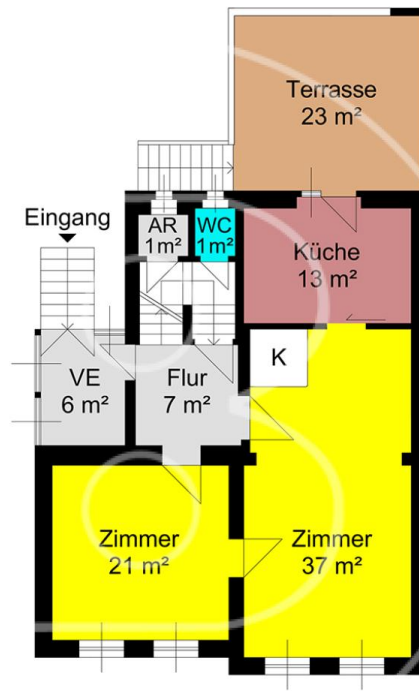 Terrasse
23 m²
Eingang
AR
1m²
WC
1m²
Küche
13 m²
VE
6 m²
Flur
7 m²
K
Zimmer
21 m²
Zimmer
37 m²